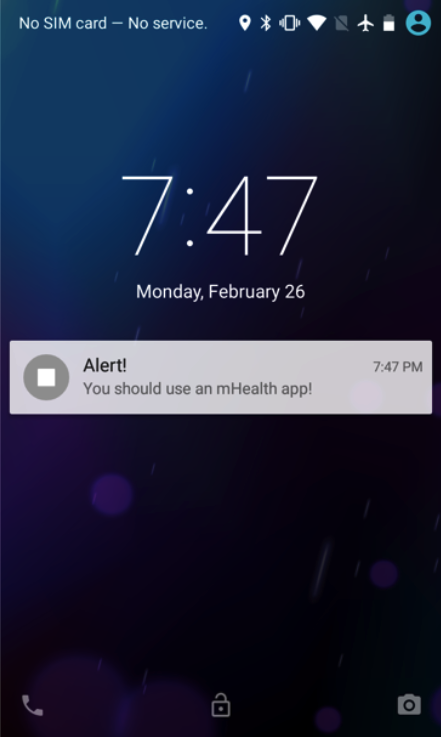 No SIM card — No service.
7:47
Monday, February 26
Alert!
7:47 PM
You should use an mHealth app!